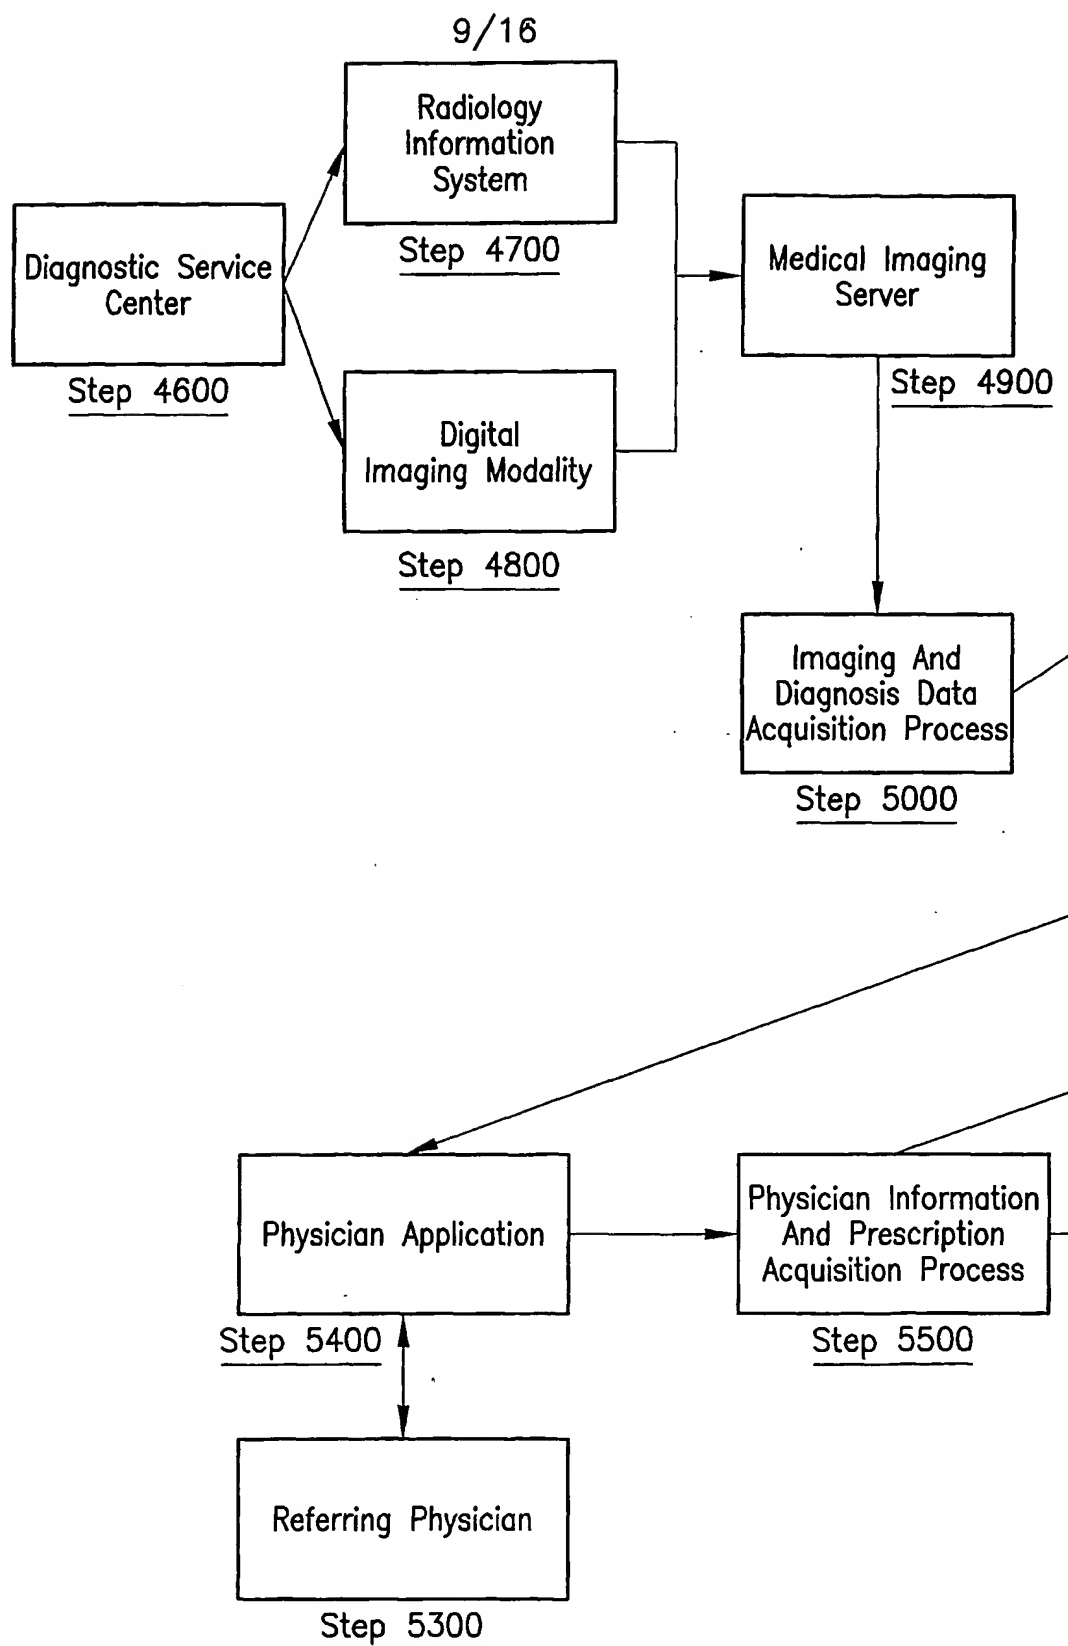 9/16
Radiology
Information
System
Step 4700
Diagnostic Service
Center
Step 4600
Medical Imaging
Server
Step 4900
Digital
Imaging Modality
Step 4800
Imaging And
Diagnosis Data
Acquisition Process
Step 5000
Physician Application
Step 5400
Physician Information
And Prescription
Acquisition Process
Step 5500
Referring Physician
Step 5300